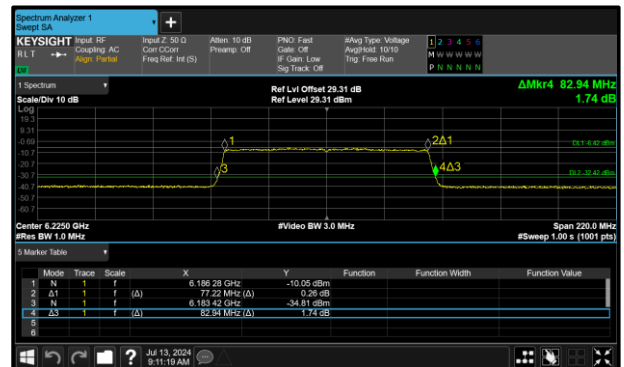 Spectrum Analyzer 1
Swept SA
KEYSIGHT
RLT
Input: RF
Coupling: AC
Align: Partial
Input Z: 50 Ω
Corr CCorr
Freq Ref: Int (S)
Atten: 10 dB
Preamp: Off
PNO: Fast
Gate: Off
IF Gain: Low
Sig Track: Off
#Avg Type: Voltage
Avg|Hold: 10/10
Trig: Free Run
1 2 3 4 5 6
M W W W W W
P N N N N N
1 Spectrum
Scale/Div 10 dB
Ref Lvl Offset 29.31 dB
Ref Level 29.31 dBm
ΔMkr4 82.94 MHz
1.74 dB
Log
19.3
9.31
-0.69
-10.7
-20.7
-30.7
-40.7
-50.7
-60.7
1
2Δ1
3
4Δ3
DL1 -6.42 dBm
DL2 -32.42 dBm
Center 6.2250 GHz
#Res BW 1.0 MHz
#Video BW 3.0 MHz
Span 220.0 MHz
#Sweep 1.00 s (1001 pts)
5 Marker Table
Mode Trace Scale X Y Function Function Width Function Value
1 N 1 f 6.186 28 GHz -10.05 dBm
2 Δ1 1 f (Δ) 77.22 MHz (Δ) 0.26 dB
3 N 1 f 6.183 42 GHz -34.81 dBm
4 Δ3 1 f (Δ) 82.94 MHz (Δ) 1.74 dB
5
6
Jul 13, 2024
9:11:19 AM